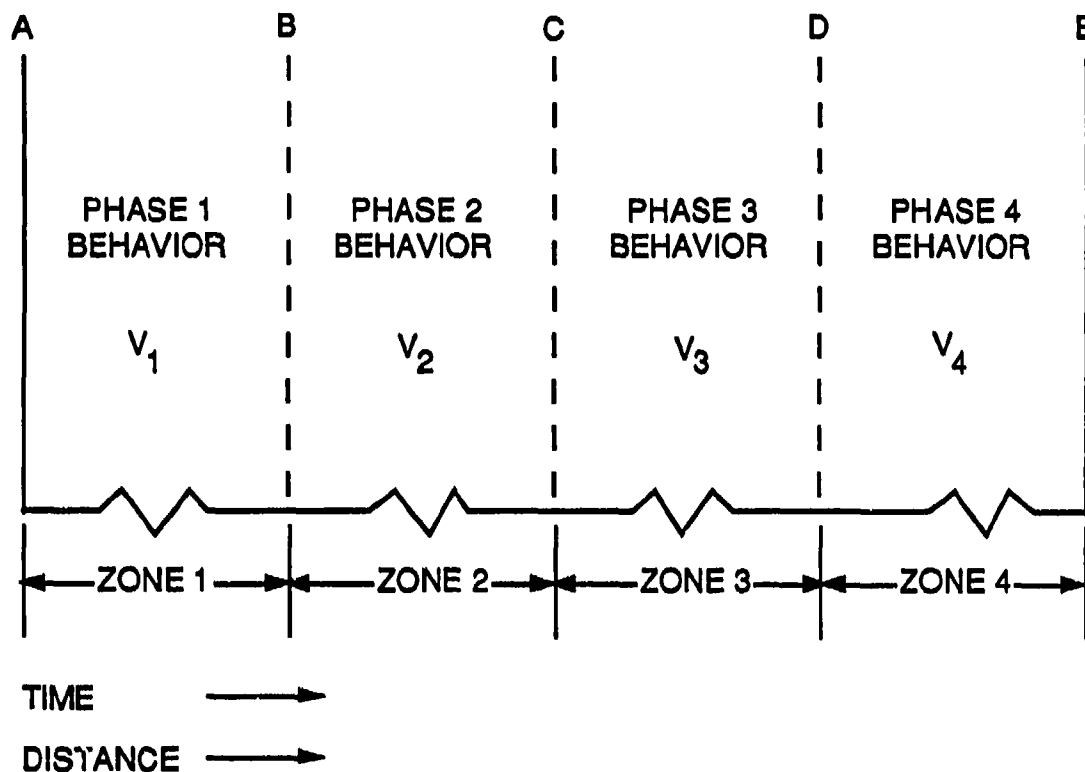 A B C D E
PHASE 1 PHASE 2 PHASE 3 PHASE 4
BEHAVIOR BEHAVIOR BEHAVIOR BEHAVIOR
V1 V2 V3 V4
ZONE 1 ZONE 2 ZONE 3 ZONE 4
TIME
DISTANCE